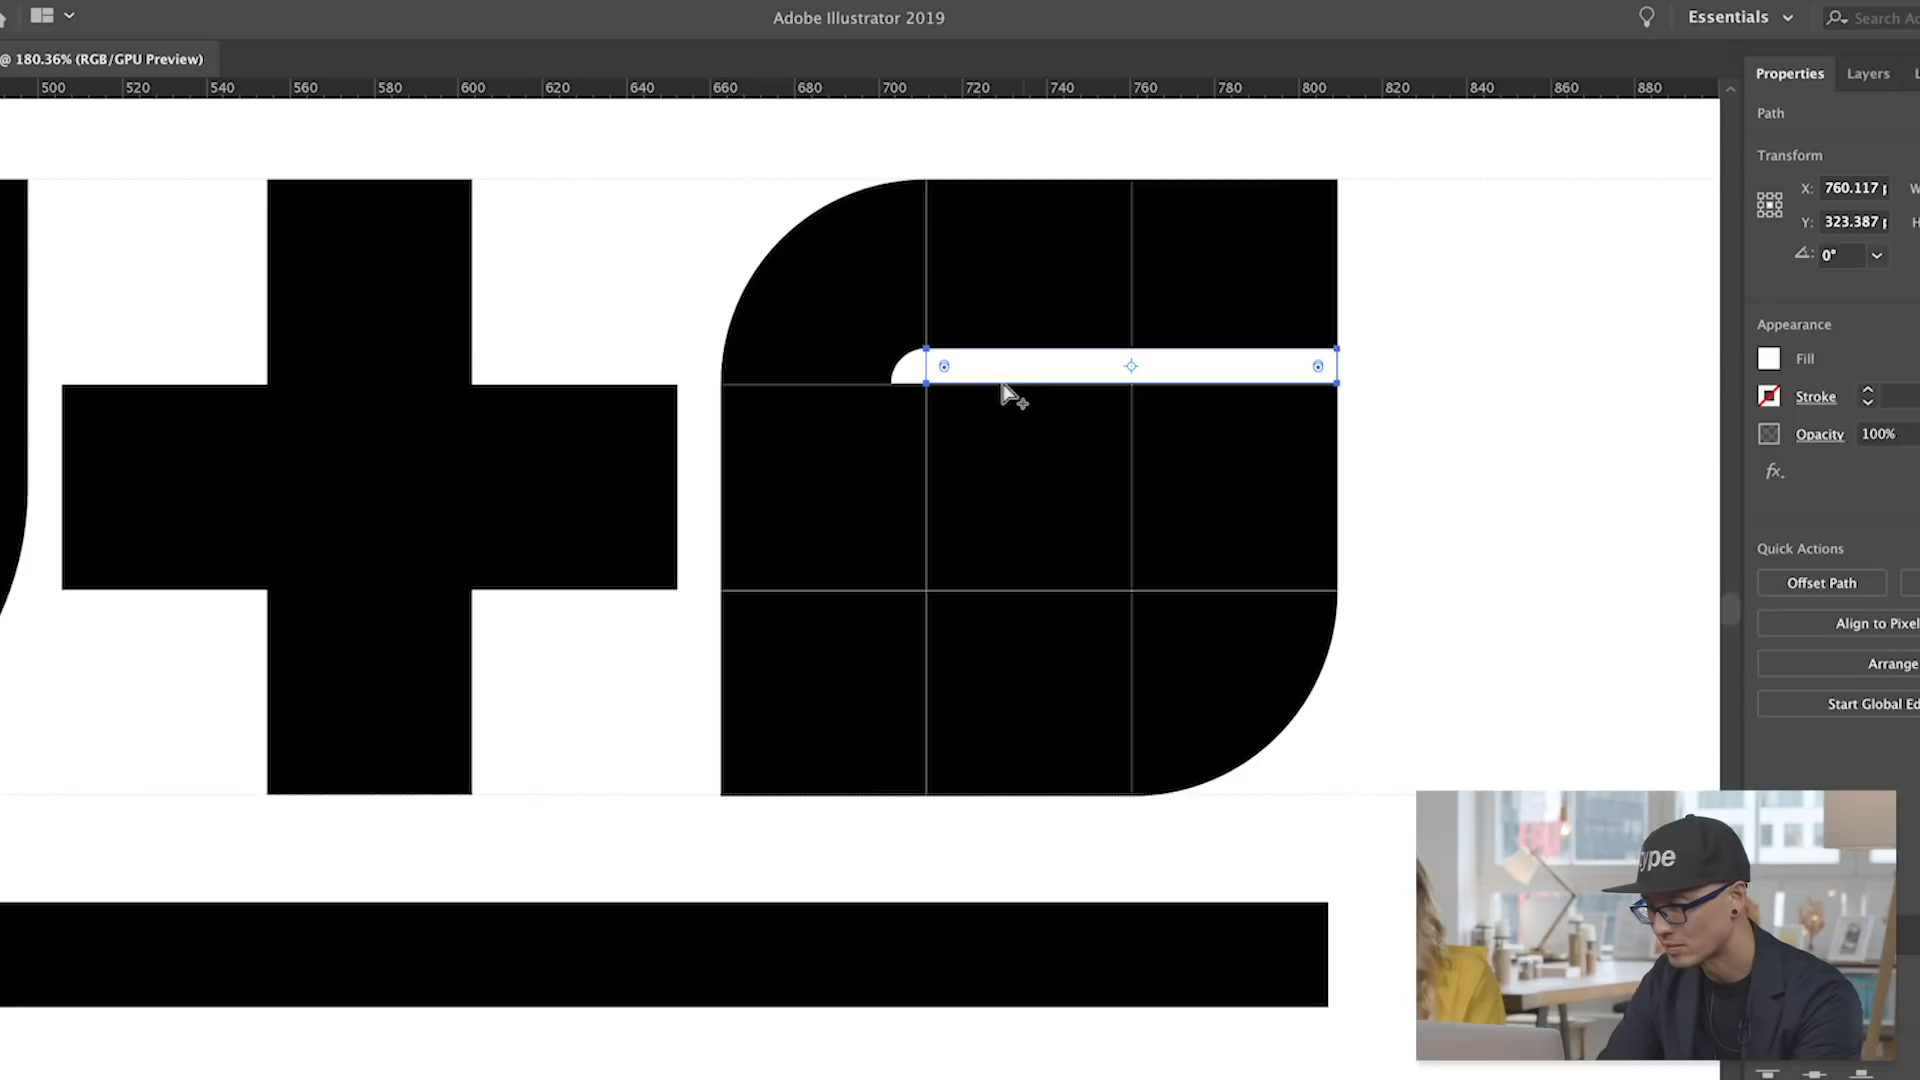 Adobe Illustrator 2019
Essentials
Search Ac
@ 180.36% (RGB/GPU Preview)
500 520 540 560 580 600 620 640 660 680 700 720 740 760 780 800 820 840 860 880
Properties Layers L
Path
Transform
X: 760.117 p W
Y: 323.387 p H
0°
Appearance
Fill
Stroke
Opacity 100%
fx.
Quick Actions
Offset Path
Align to Pixel
Arrange
Start Global Ed
type